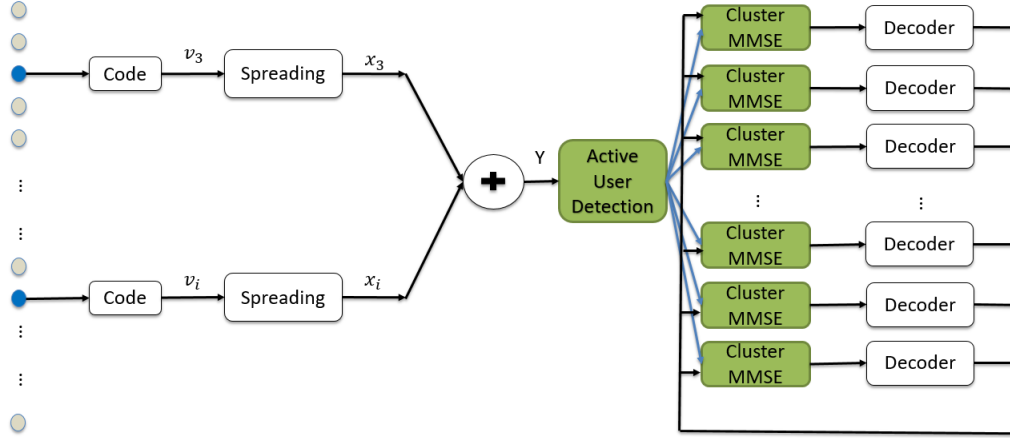 Code
v₃
Spreading
x₃
Code
vᵢ
Spreading
xᵢ
+
Y
Active
User
Detection
Cluster
MMSE
Decoder
Cluster
MMSE
Decoder
Cluster
MMSE
Decoder
Cluster
MMSE
Decoder
Cluster
MMSE
Decoder
Cluster
MMSE
Decoder